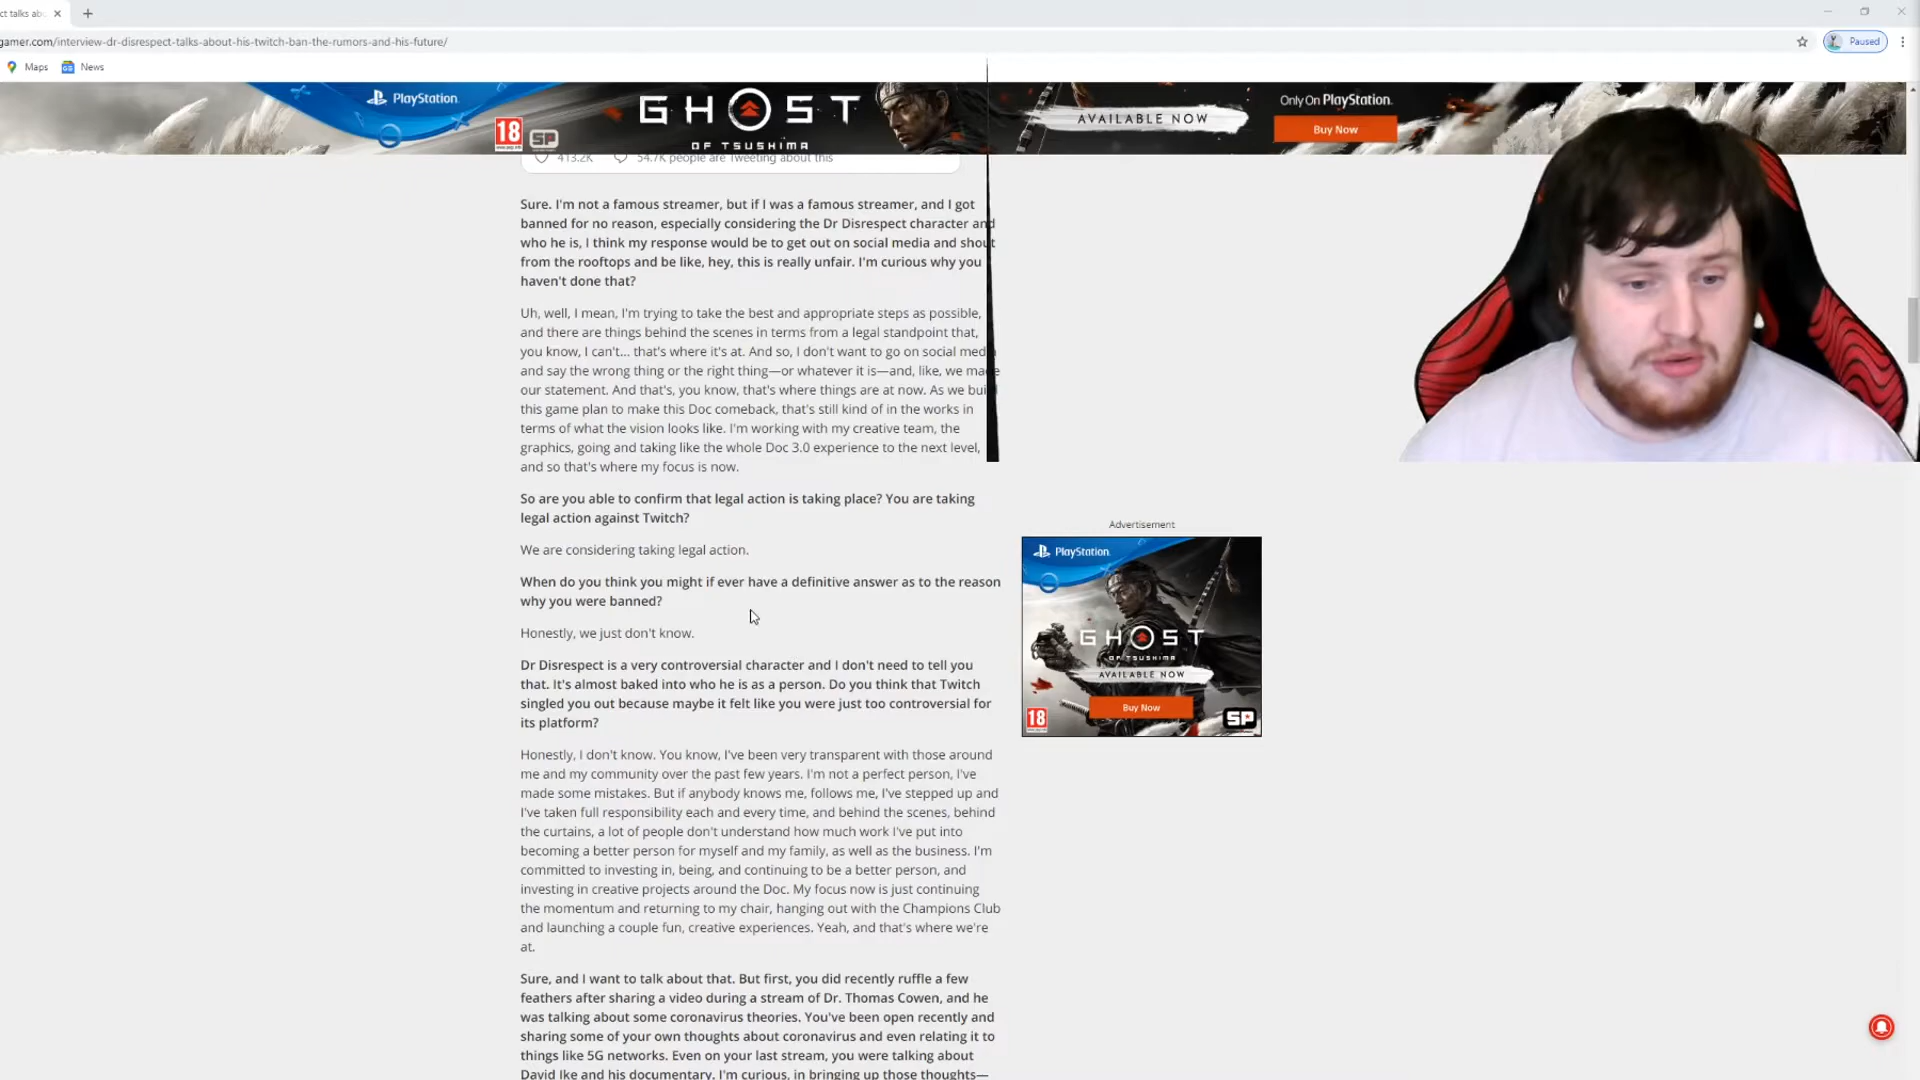 ct talks ab
gamer.com/interview-dr-disrespect-talks-about-his-twitch-ban-the-rumors-and-his-future/
Paused
Maps
News
PlayStation
18
SP
GHOST
OF TSUSHIMA
AVAILABLE NOW
Only On PlayStation
Buy Now
413.2K
54.7K people are Tweeting about this
Sure. I'm not a famous streamer, but if I was a famous streamer, and I got
banned for no reason, especially considering the Dr Disrespect character and
who he is, I think my response would be to get out on social media and shout
from the rooftops and be like, hey, this is really unfair. I'm curious why you
haven't done that?
Uh, well, I mean, I'm trying to take the best and appropriate steps as possible,
and there are things behind the scenes in terms from a legal standpoint that,
you know, I can't... that's where it's at. And so, I don't want to go on social med
and say the wrong thing or the right thing—or whatever it is—and, like, we made
our statement. And that's, you know, that's where things are at now. As we bui
this game plan to make this Doc comeback, that's still kind of in the works in
terms of what the vision looks like. I'm working with my creative team, the
graphics, going and taking like the whole Doc 3.0 experience to the next level,
and so that's where my focus is now.
So are you able to confirm that legal action is taking place? You are taking
legal action against Twitch?
We are considering taking legal action.
When do you think you might if ever have a definitive answer as to the reason
why you were banned?
Honestly, we just don't know.
Dr Disrespect is a very controversial character and I don't need to tell you
that. It's almost baked into who he is as a person. Do you think that Twitch
singled you out because maybe it felt like you were just too controversial for
its platform?
Honestly, I don't know. You know, I've been very transparent with those around
me and my community over the past few years. I'm not a perfect person, I've
made some mistakes. But if anybody knows me, follows me, I've stepped up and
I've taken full responsibility each and every time, and behind the scenes, behind
the curtains, a lot of people don't understand how much work I've put into
becoming a better person for myself and my family, as well as the business. I'm
committed to investing in, being, and continuing to be a better person, and
investing in creative projects around the Doc. My focus now is just continuing
the momentum and returning to my chair, hanging out with the Champions Club
and launching a couple fun, creative experiences. Yeah, and that's where we're
at.
Sure, and I want to talk about that. But first, you did recently ruffle a few
feathers after sharing a video during a stream of Dr. Thomas Cowen, and he
was talking about some coronavirus theories. You've been open recently and
sharing some of your own thoughts about coronavirus and even relating it to
things like 5G networks. Even on your last stream, you were talking about
David Ike and his documentary. I'm curious, in bringing up those thoughts—
Advertisement
PlayStation
GHOST
OF TSUSHIMA
AVAILABLE NOW
Buy Now
18
SP